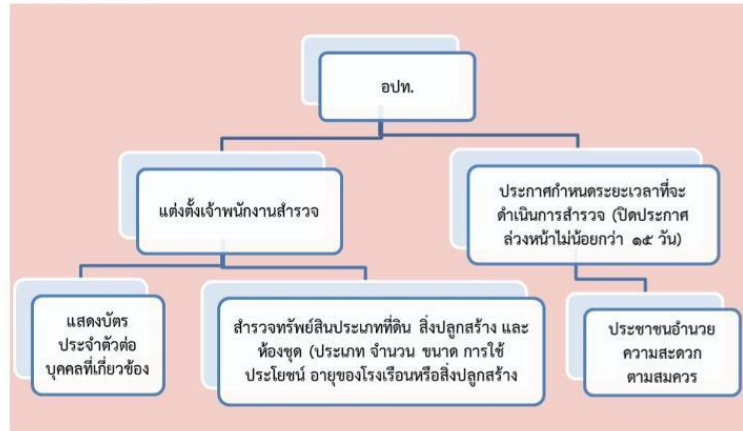 อปท.
แต่งตั้งเจ้าพนักงานสำรวจ
ประกาศกำหนดระยะเวลาที่จะ
ดำเนินการสำรวจ (ปิดประกาศ
ล่วงหน้าไม่น้อยกว่า ๑๕ วัน)
แสดงบัตร
ประจำตัวต่อ
บุคคลที่เกี่ยวข้อง
สำรวจทรัพย์สินประเภทที่ดิน สิ่งปลูกสร้าง และ
ห้องชุด (ประเภท จำนวน ขนาด การใช้
ประโยชน์ อายุของโรงเรือนหรือสิ่งปลูกสร้าง
ประชาชนอำนวย
ความสะดวก
ตามสมควร